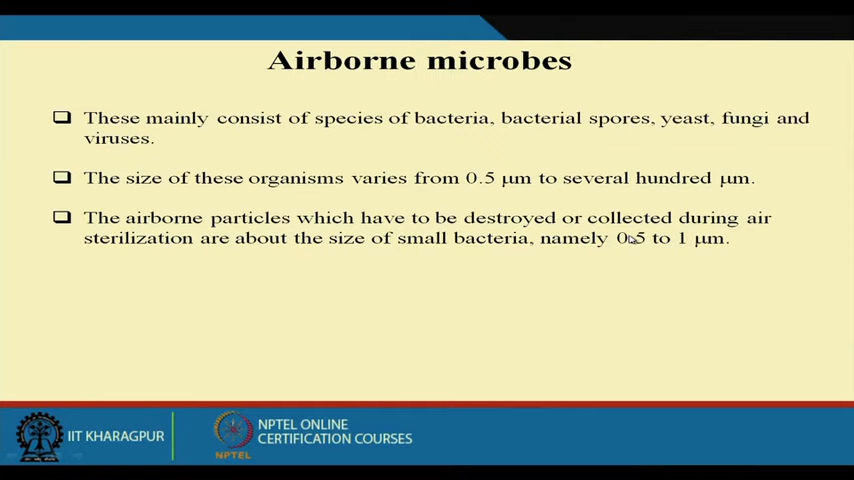 Airborne microbes
These mainly consist of species of bacteria, bacterial spores, yeast, fungi and
viruses.
The size of these organisms varies from 0.5 μm to several hundred μm.
The airborne particles which have to be destroyed or collected during air
sterilization are about the size of small bacteria, namely 0.5 to 1 μm.
IIT KHARAGPUR
NPTEL
NPTEL ONLINE
CERTIFICATION COURSES